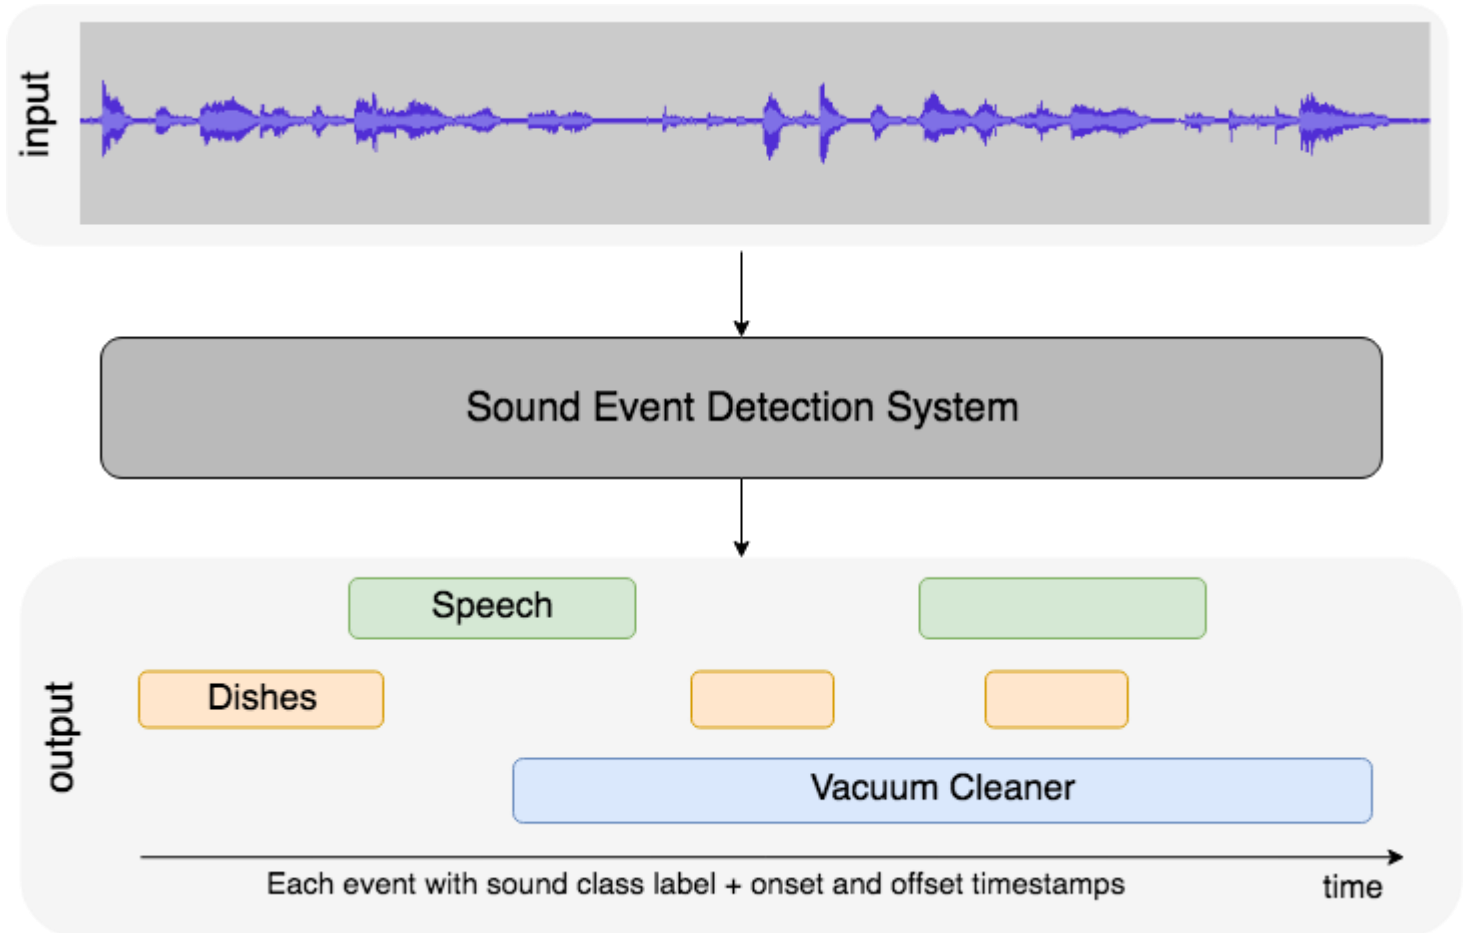 input
Sound Event Detection System
output
Speech
Dishes
Vacuum Cleaner
Each event with sound class label + onset and offset timestamps
time